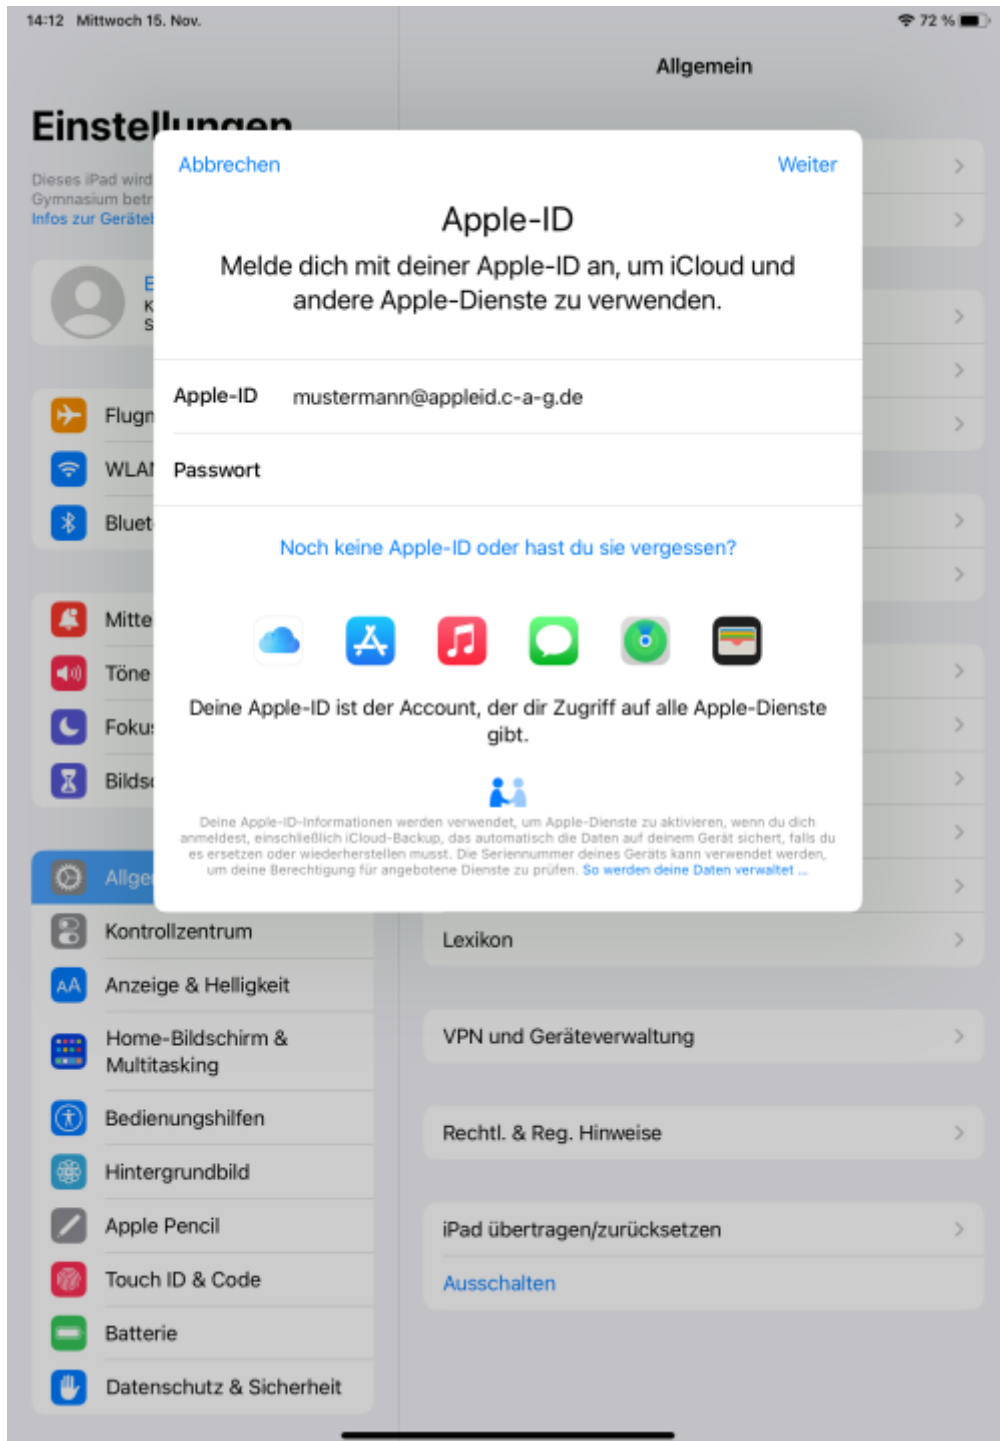 14:12 Mittwoch 15. Nov.
72 %
Allgemein
Einstellungen
Dieses iPad wird
Gymnasium betr
Infos zur Geräteb
E
K
S
Abbrechen
Weiter
Apple-ID
Melde dich mit deiner Apple-ID an, um iCloud und
andere Apple-Dienste zu verwenden.
Apple-ID mustermann@appleid.c-a-g.de
Passwort
Noch keine Apple-ID oder hast du sie vergessen?
Deine Apple-ID ist der Account, der dir Zugriff auf alle Apple-Dienste
gibt.
Deine Apple-ID-Informationen werden verwendet, um Apple-Dienste zu aktivieren, wenn du dich
anmeldest, einschließlich iCloud-Backup, das automatisch die Daten auf deinem Gerät sichert, falls du
es ersetzen oder wiederherstellen musst. Die Seriennummer deines Geräts kann verwendet werden,
um deine Berechtigung für angebotene Dienste zu prüfen. So werden deine Daten verwaltet ...
Flugm
WLAN
Bluet
Mitte
Töne
Foku
Bilds
Allge
Kontrollzentrum
AA Anzeige & Helligkeit
Home-Bildschirm &
Multitasking
Bedienungshilfen
Hintergrundbild
Apple Pencil
Touch ID & Code
Batterie
Datenschutz & Sicherheit
Lexikon
VPN und Geräteverwaltung
Rechtl. & Reg. Hinweise
iPad übertragen/zurücksetzen
Ausschalten